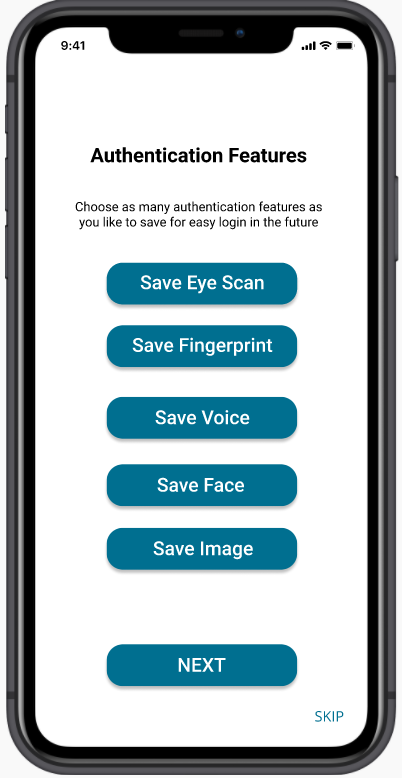 9:41
Authentication Features
Choose as many authentication features as
you like to save for easy login in the future
Save Eye Scan
Save Fingerprint
Save Voice
Save Face
Save Image
NEXT
SKIP